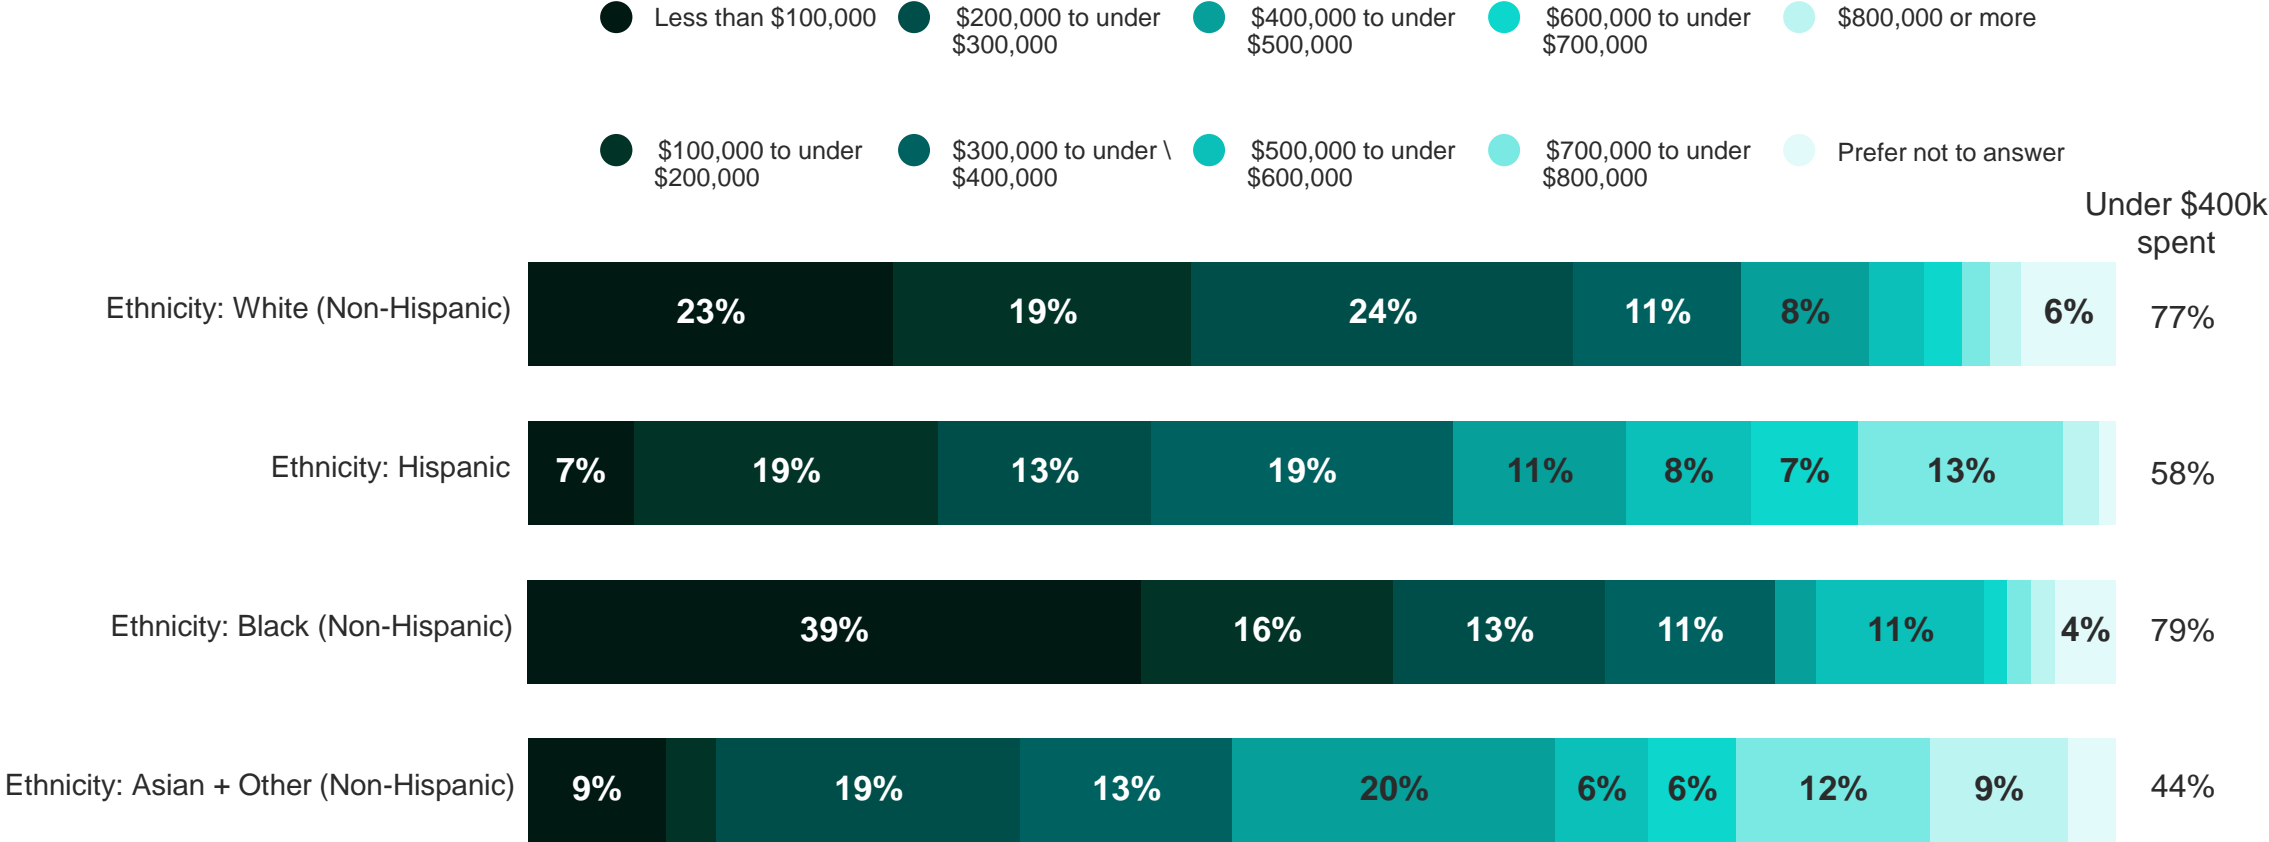 Less than $100,000
$200,000 to under
$300,000
$400,000 to under
$500,000
$600,000 to under
$700,000
$800,000 or more
$100,000 to under
$200,000
$300,000 to under \
$400,000
$500,000 to under
$600,000
$700,000 to under
$800,000
Prefer not to answer
Under $400k
spent
Ethnicity: White (Non-Hispanic) 23% 19% 24% 11% 8% 6% 77%
Ethnicity: Hispanic 7% 19% 13% 19% 11% 8% 7% 13% 58%
Ethnicity: Black (Non-Hispanic) 39% 16% 13% 11% 11% 4% 79%
Ethnicity: Asian + Other (Non-Hispanic) 9% 19% 13% 20% 6% 6% 12% 9% 44%